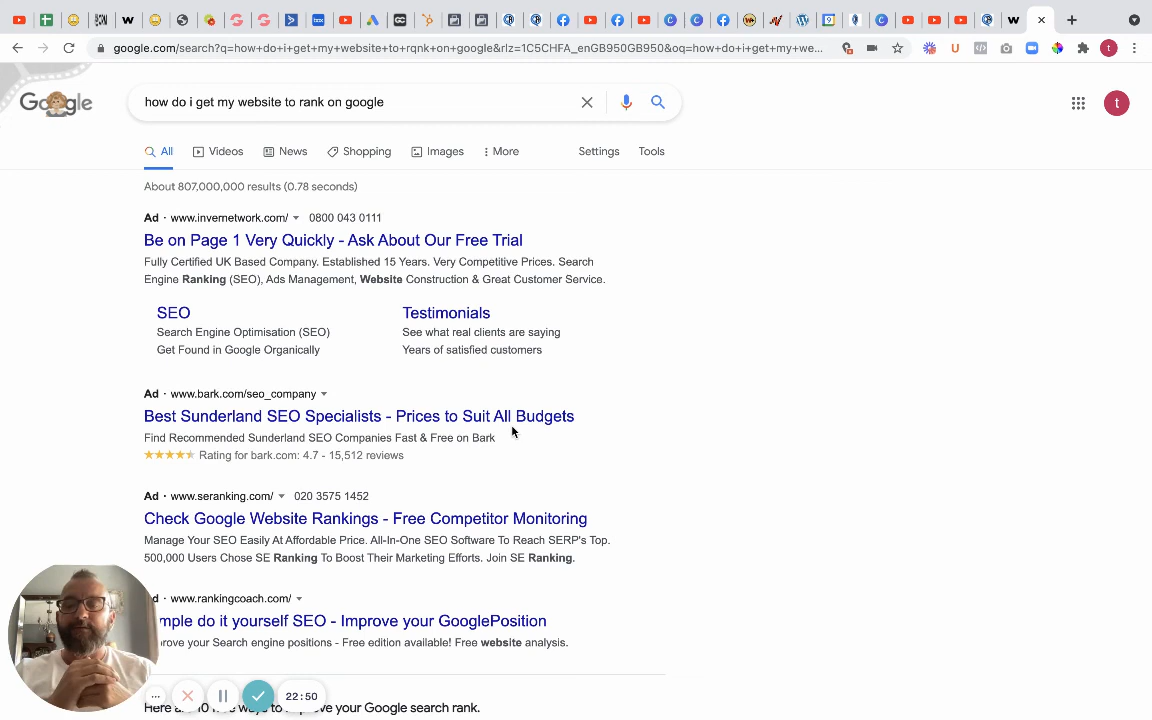 google.com/search?q=how+do+i+get+my+website+to+rqnk+on+google&rlz=1C5CHFA_enGB950GB950&oq=how+do+i+get+my+we...
Google
how do i get my website to rank on google
All Videos News Shopping Images More Settings Tools
About 807,000,000 results (0.78 seconds)
Ad · www.invernetwork.com/ 0800 043 0111
Be on Page 1 Very Quickly - Ask About Our Free Trial
Fully Certified UK Based Company. Established 15 Years. Very Competitive Prices. Search
Engine Ranking (SEO), Ads Management, Website Construction & Great Customer Service.
SEO
Search Engine Optimisation (SEO)
Get Found in Google Organically
Testimonials
See what real clients are saying
Years of satisfied customers
Ad · www.bark.com/seo_company
Best Sunderland SEO Specialists - Prices to Suit All Budgets
Find Recommended Sunderland SEO Companies Fast & Free on Bark
Rating for bark.com: 4.7 - 15,512 reviews
Ad · www.seranking.com/ 020 3575 1452
Check Google Website Rankings - Free Competitor Monitoring
Manage Your SEO Easily At Affordable Price. All-In-One SEO Software To Reach SERP's Top.
500,000 Users Chose SE Ranking To Boost Their Marketing Efforts. Join SE Ranking.
www.rankingcoach.com/
do it yourself SEO - Improve your GooglePosition
your Search engine positions - Free edition available! Free website analysis.
22:50
10 ways to your Google search rank.